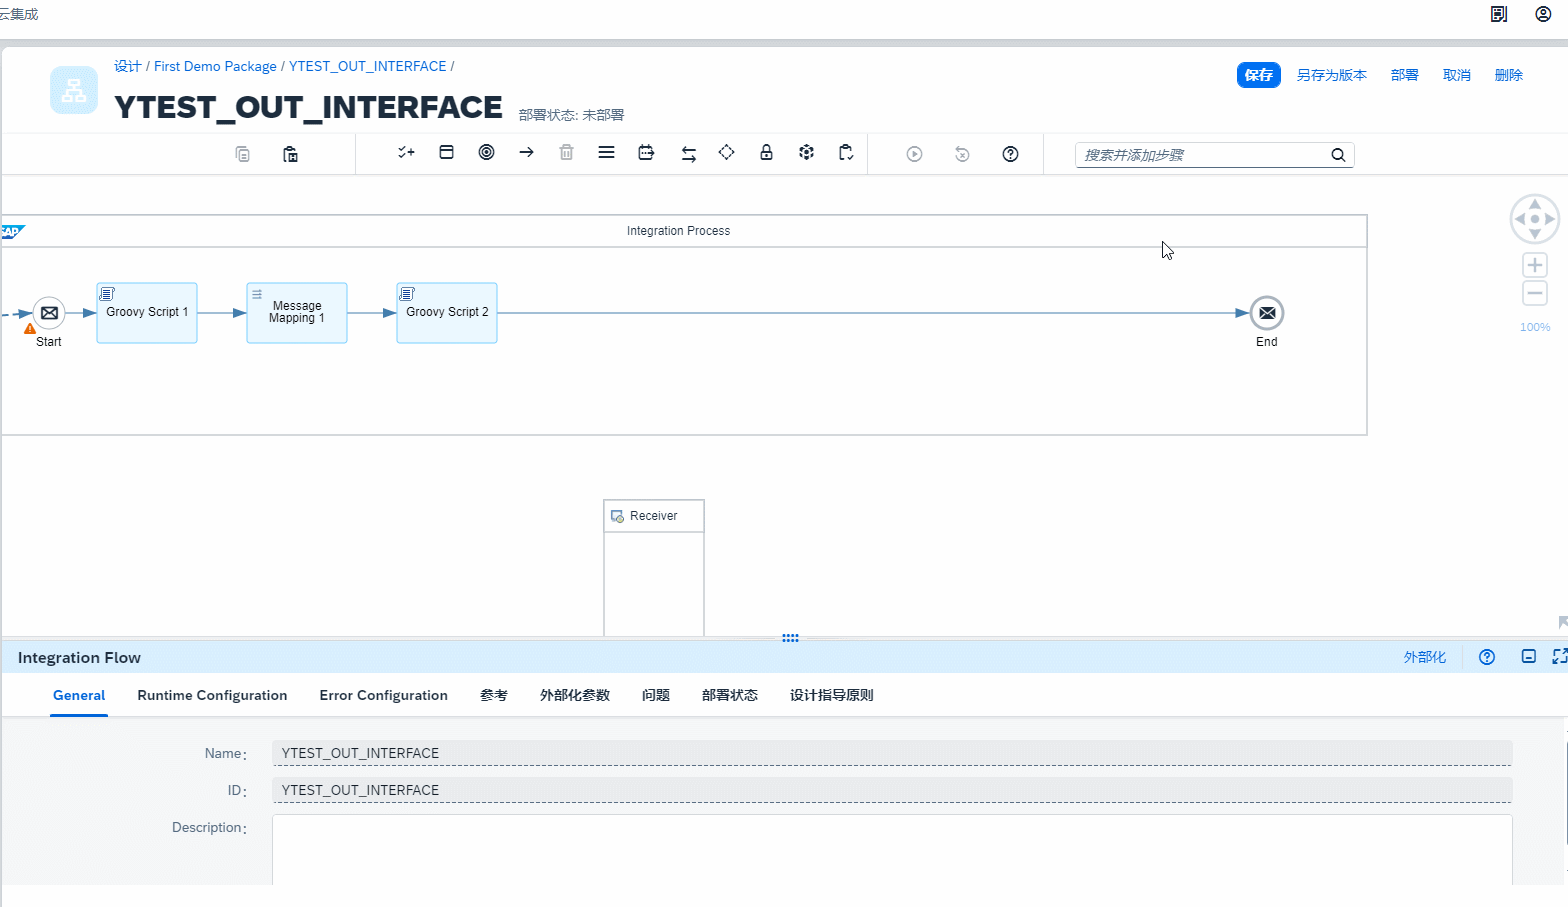 云集成
设计 / First Demo Package / YTEST_OUT_INTERFACE /
保存 另存为版本 部署 取消 删除
YTEST_OUT_INTERFACE 部署状态: 未部署
搜索并添加步骤
SAP Integration Process
Groovy Script 1
Message
Mapping 1
Groovy Script 2
Start
End
100%
Receiver
Integration Flow 外部化
General Runtime Configuration Error Configuration 参考 外部化参数 问题 部署状态 设计指导原则
Name: YTEST_OUT_INTERFACE
ID: YTEST_OUT_INTERFACE
Description: